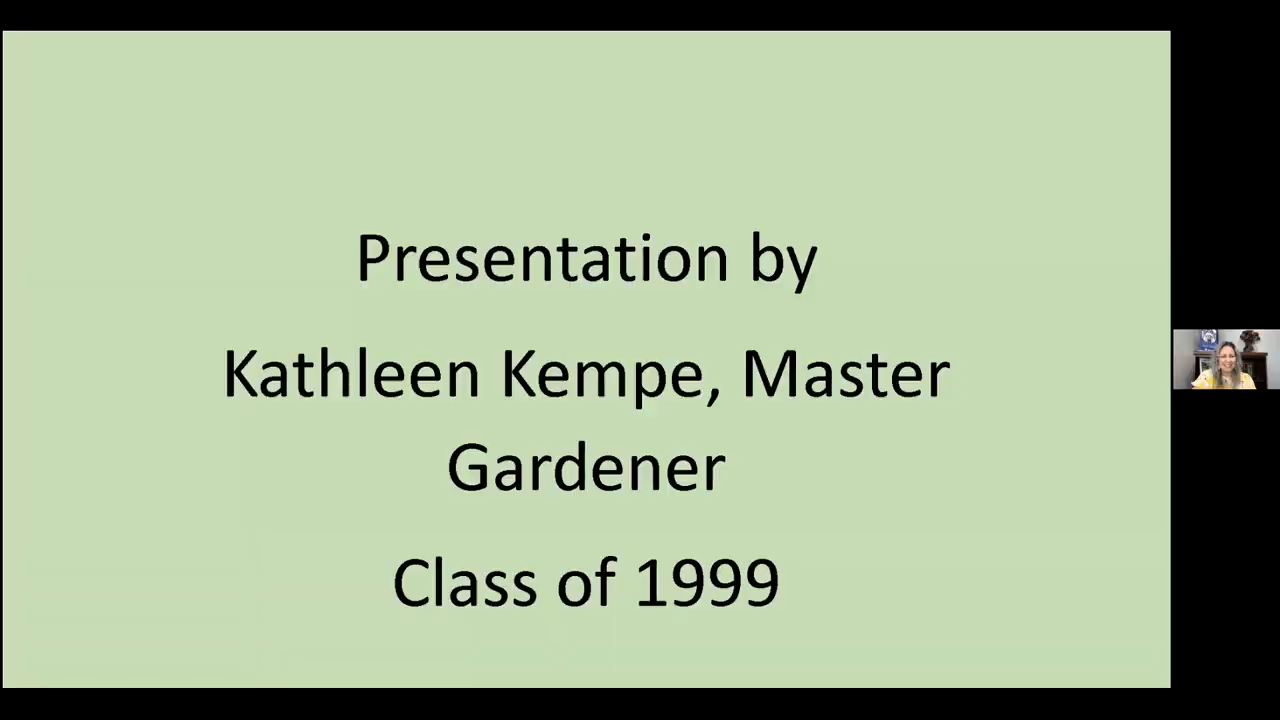 Presentation by
Kathleen Kempe, Master
Gardener
Class of 1999